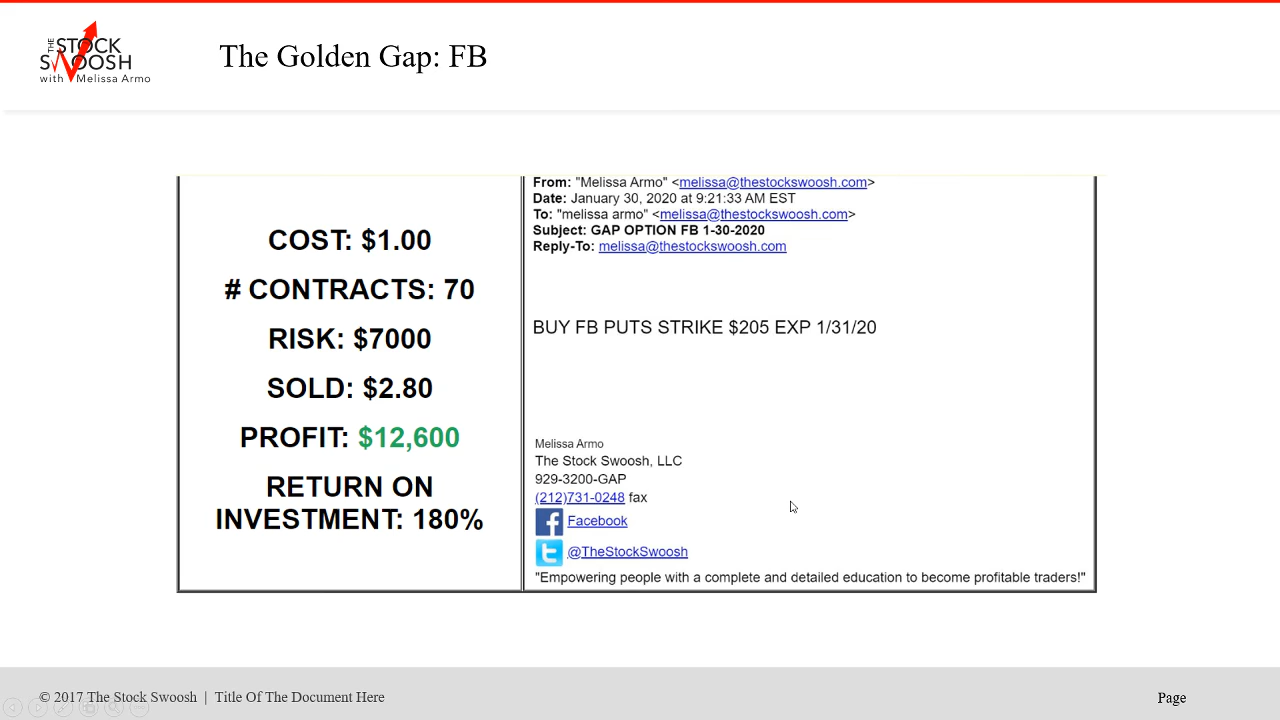 THE STOCK
SWOOSH
with Melissa Armo
The Golden Gap: FB
COST: $1.00
# CONTRACTS: 70
RISK: $7000
SOLD: $2.80
PROFIT: $12,600
RETURN ON
INVESTMENT: 180%
From: "Melissa Armo" <melissa@thestockswoosh.com>
Date: January 30, 2020 at 9:21:33 AM EST
To: "melissa armo" <melissa@thestockswoosh.com>
Subject: GAP OPTION FB 1-30-2020
Reply-To: melissa@thestockswoosh.com
BUY FB PUTS STRIKE $205 EXP 1/31/20
Melissa Armo
The Stock Swoosh, LLC
929-3200-GAP
(212)731-0248 fax
Facebook
@TheStockSwoosh
"Empowering people with a complete and detailed education to become profitable traders!"
© 2017 The Stock Swoosh | Title Of The Document Here
Page